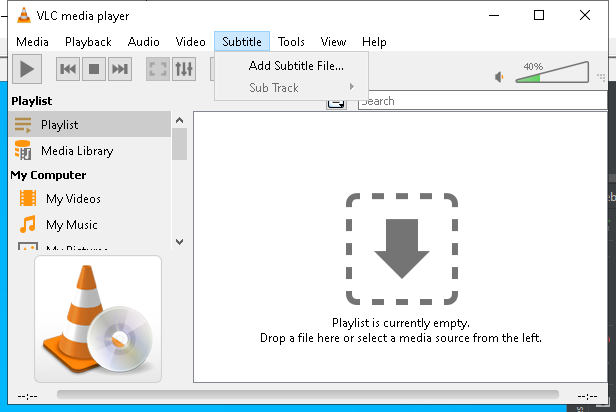 VLC media player
Media Playback Audio Video Subtitle Tools View Help
Add Subtitle File...
Sub Track
40%
Playlist
Search
Playlist
Media Library
My Computer
My Videos
My Music
My Pictures
Playlist is currently empty.
Drop a file here or select a media source from the left.
--:-- --:--